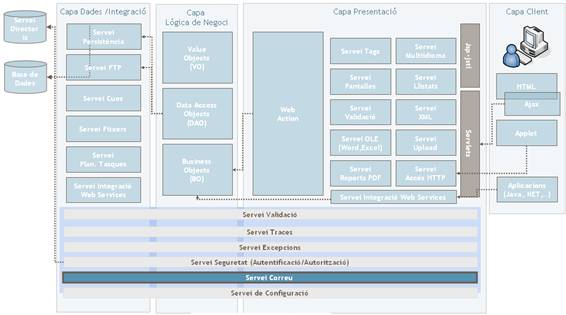 Capa Dades /Integració
Capa
Lògica de Negoci
Capa Presentació
Capa Client
Servei
Director
is
Base de
Dades
Servei
Persistència
Servei FTP
Servei Cues
Servei Fitxers
Servei
Plan. Tasques
Servei Integració
Web Services
Value
Objects
(VO)
Data Access
Objects
(DAO)
Business
Objects
(BO)
Web
Action
Servei Tags
Servei
Multiidioma
Servei
Pantalles
Servei
Llistats
Servei
Validació
Servei
XML
Servei OLE
(Word,Excel)
Servei
Upload
Servei
Reports PDF
Servei
Accés HTTP
Servei Integració Web Services
Servlets
HTML
Ajax
Applet
Aplicacions
(Java, .NET,..)
Servei Validació
Servei Traces
Servei Excepcions
Servei Seguretat (Autentificació/Autorització)
Servei Correu
Servei de Configuració